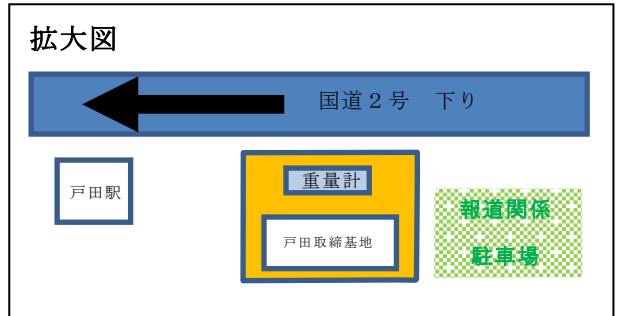 拡大図
国道２号　下り
戸田駅
重量計
戸田取締基地
報道関係
駐車場